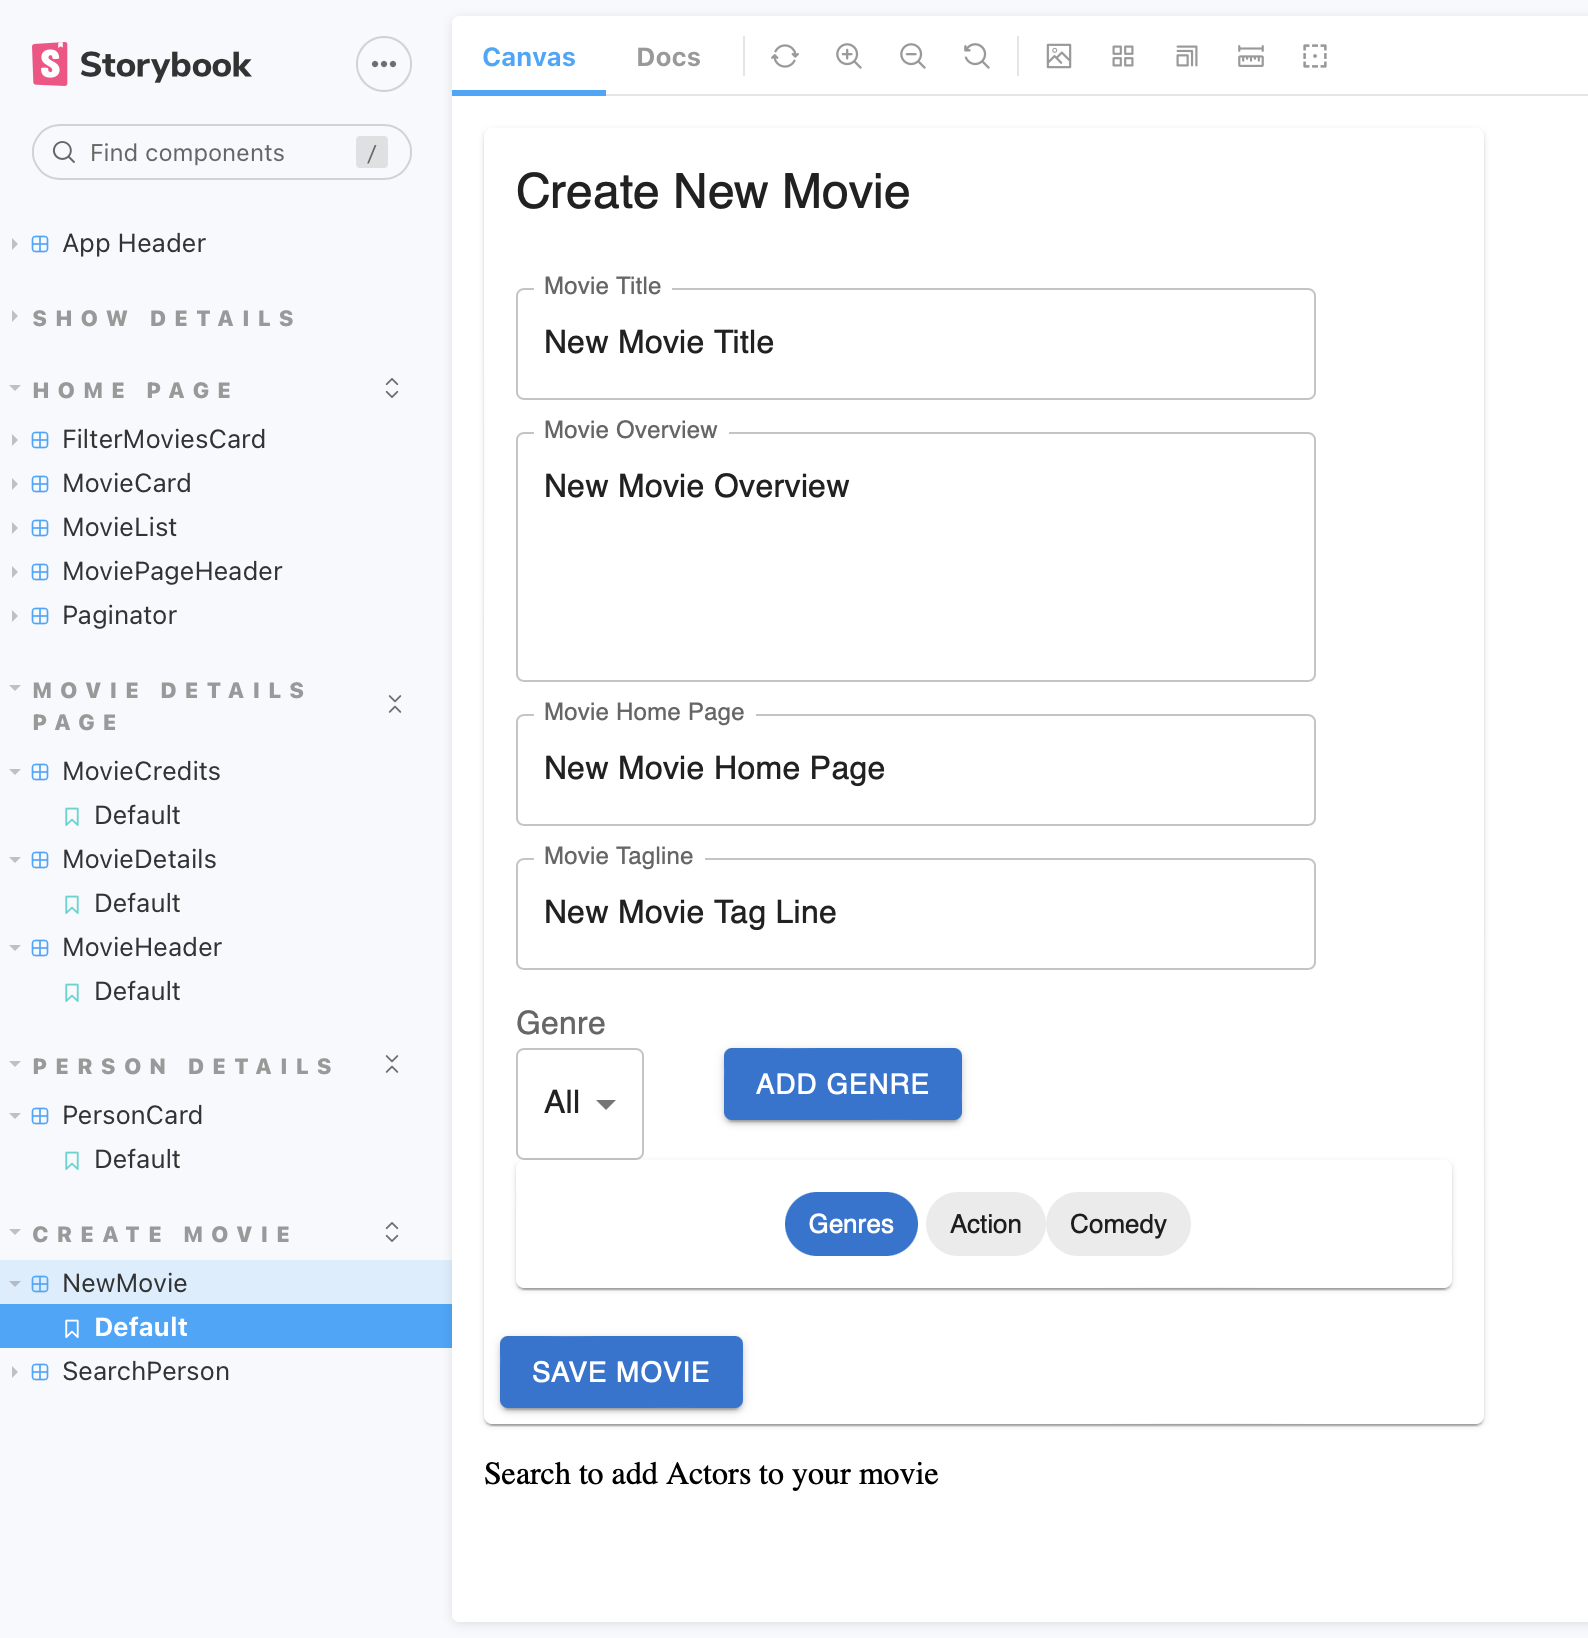 Storybook
Find components
/
App Header
SHOW DETAILS
HOME PAGE
FilterMoviesCard
MovieCard
MovieList
MoviePageHeader
Paginator
MOVIE DETAILS
PAGE
MovieCredits
Default
MovieDetails
Default
MovieHeader
Default
PERSON DETAILS
PersonCard
Default
CREATE MOVIE
NewMovie
Default
SearchPerson
Canvas Docs
Create New Movie
Movie Title
New Movie Title
Movie Overview
New Movie Overview
Movie Home Page
New Movie Home Page
Movie Tagline
New Movie Tag Line
Genre
All ADD GENRE
Genres Action Comedy
SAVE MOVIE
Search to add Actors to your movie